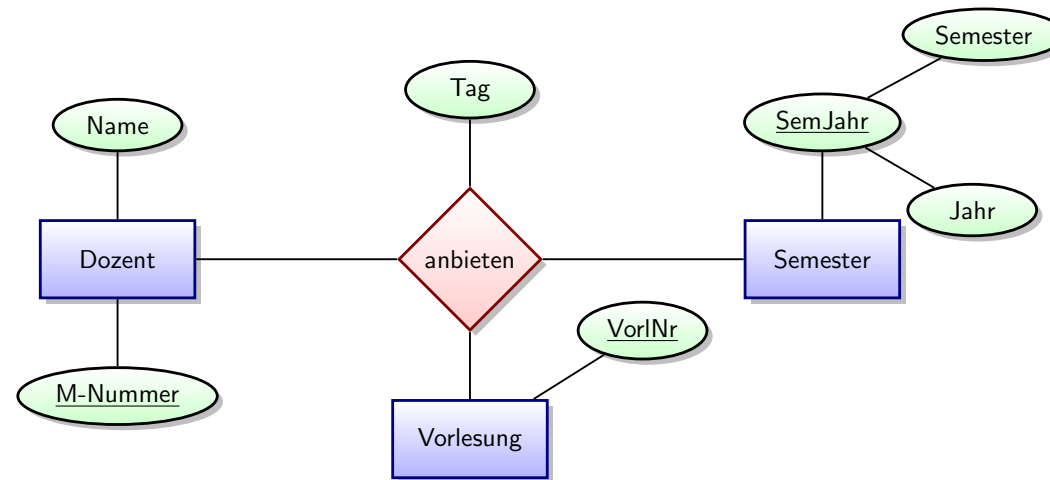 Semester
Tag
SemJahr
Name
Jahr
Dozent
anbieten
Semester
VorlNr
M-Nummer
Vorlesung